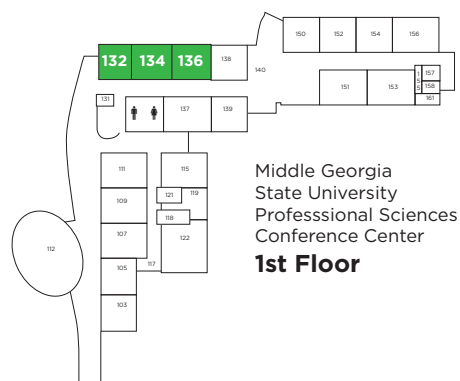 150 152 154 156
132 134 136 138
140
157
155
158
161
151 153
131
137 139
111 115
121 119
109
118
107 122
112
117
105
103
Middle Georgia
State University
Professsional Sciences
Conference Center
1st Floor